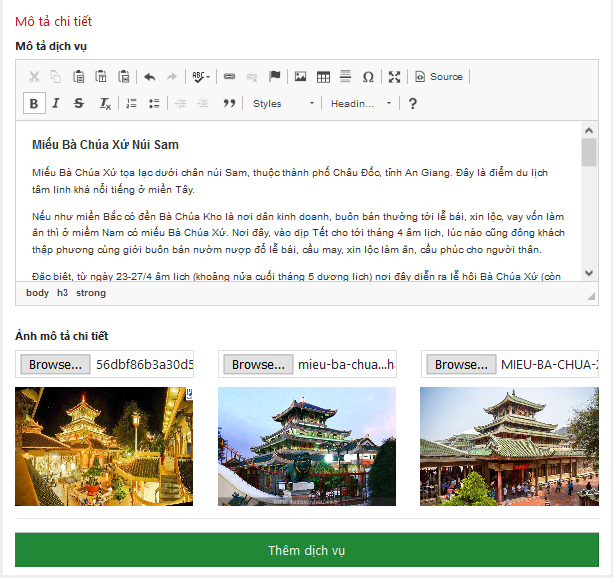 Mô tả chi tiết
Mô tả dịch vụ
Source
B I S Tx Styles Headin... ?
Miếu Bà Chúa Xứ Núi Sam
Miếu Bà Chúa Xứ tọa lạc dưới chân núi Sam, thuộc thành phố Châu Đốc, tỉnh An Giang. Đây là điểm du lịch
tâm linh khá nổi tiếng ở miền Tây.
Nếu như miền Bắc có đền Bà Chúa Kho là nơi dân kinh doanh, buôn bán thường tới lễ bái, xin lộc, vay vốn làm
ăn thì ở miền Nam có miếu Bà Chúa Xứ. Nơi đây, vào dịp Tết cho tới tháng 4 âm lịch, lúc nào cũng đông khách
thập phương cùng giới buôn bán nườm nượp đổ lễ bái, cầu may, xin lộc làm ăn, cầu phúc cho người thân.
Đặc biệt, từ ngày 23-27/4 âm lịch (khoảng nửa cuối tháng 5 dương lịch) nơi đây diễn ra lễ hội Bà Chúa Xứ (còn
body h3 strong
Ảnh mô tả chi tiết
Browse... 56dbf86b3a30d5 Browse... mieu-ba-chua...ha Browse... MIEU-BA-CHUA-
Thêm dịch vụ